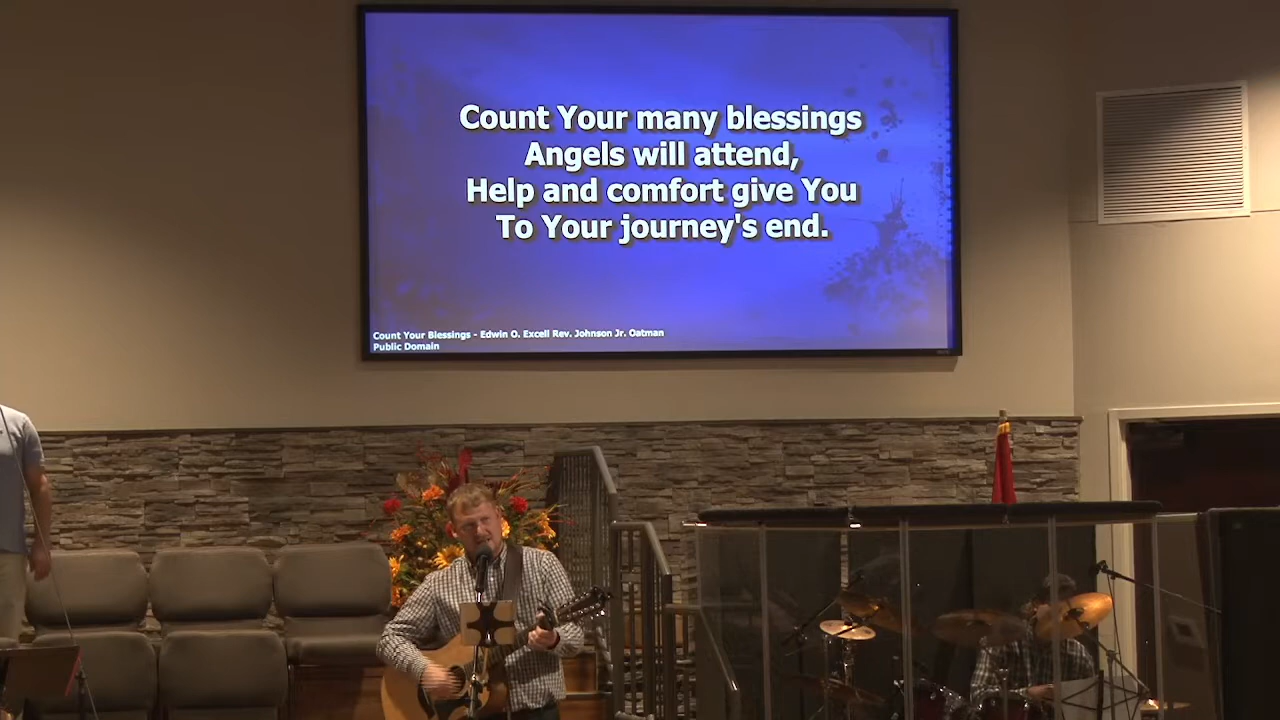 Count Your many blessings
Angels will attend,
Help and comfort give You
To Your journey's end.
Count Your Blessings - Edwin O. Excell Rev. Johnson Jr. Oatman
Public Domain